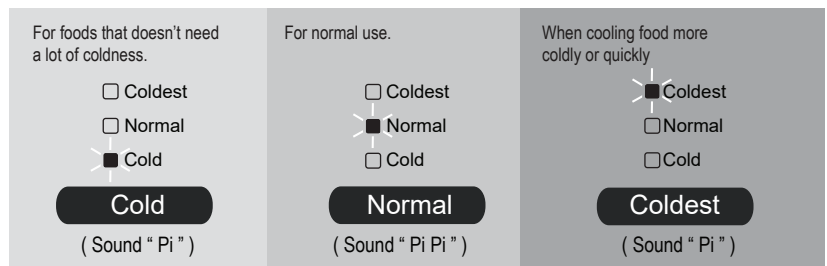 For foods that doesn't need
a lot of coldness.
Coldest
Normal
Cold
Cold
( Sound “ Pi ” )
For normal use.
Coldest
Normal
Cold
Normal
( Sound “ Pi Pi ” )
When cooling food more
coldly or quickly
Coldest
Normal
Cold
Coldest
( Sound “ Pi ” )